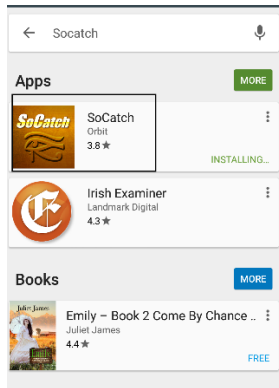 Socatch
Apps
MORE
SoCatch
SoCatch
Orbit
3.8
INSTALLING...
Irish Examiner
Landmark Digital
4.3
Books
MORE
Juliet James
Emily – Book 2 Come By Chance ..
Juliet James
4.4
FREE